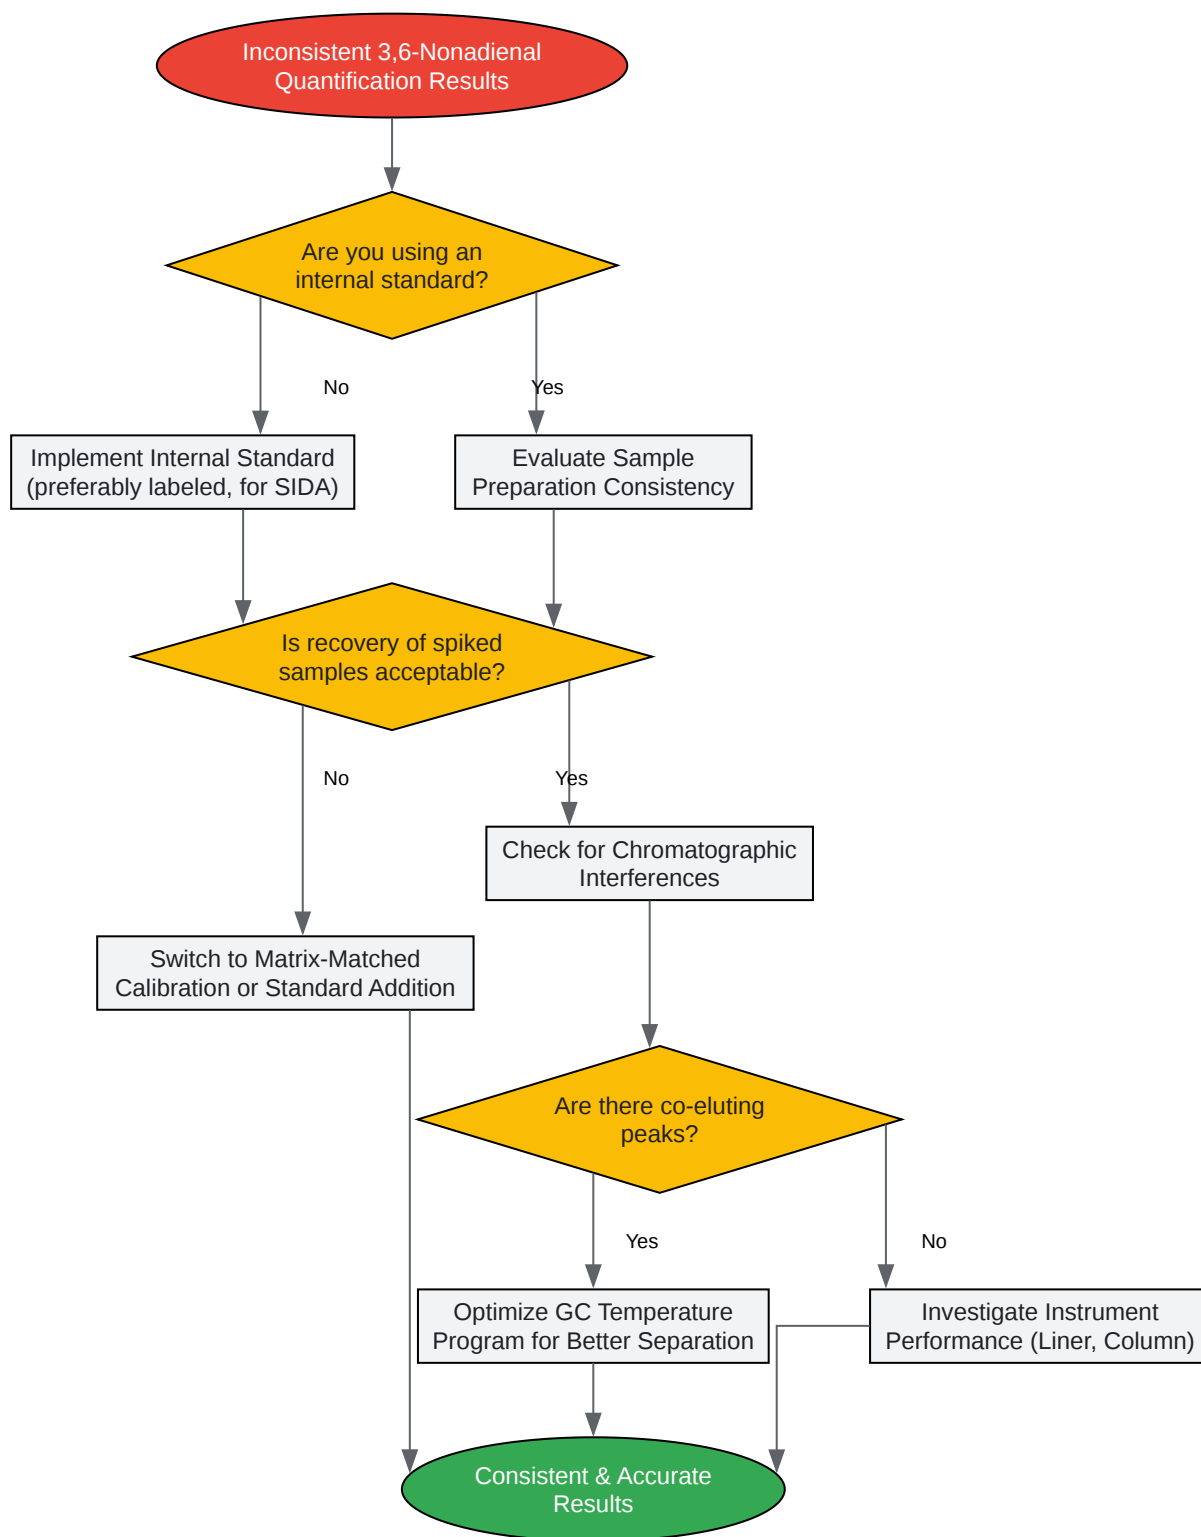 Inconsistent 3,6-Nonadienal
Quantification Results
Are you using an
internal standard?
No
Yes
Implement Internal Standard
(preferably labeled, for SIDA)
Evaluate Sample
Preparation Consistency
Is recovery of spiked
samples acceptable?
No
Yes
Check for Chromatographic
Interferences
Switch to Matrix-Matched
Calibration or Standard Addition
Are there co-eluting
peaks?
Yes
No
Optimize GC Temperature
Program for Better Separation
Investigate Instrument
Performance (Liner, Column)
Consistent & Accurate
Results